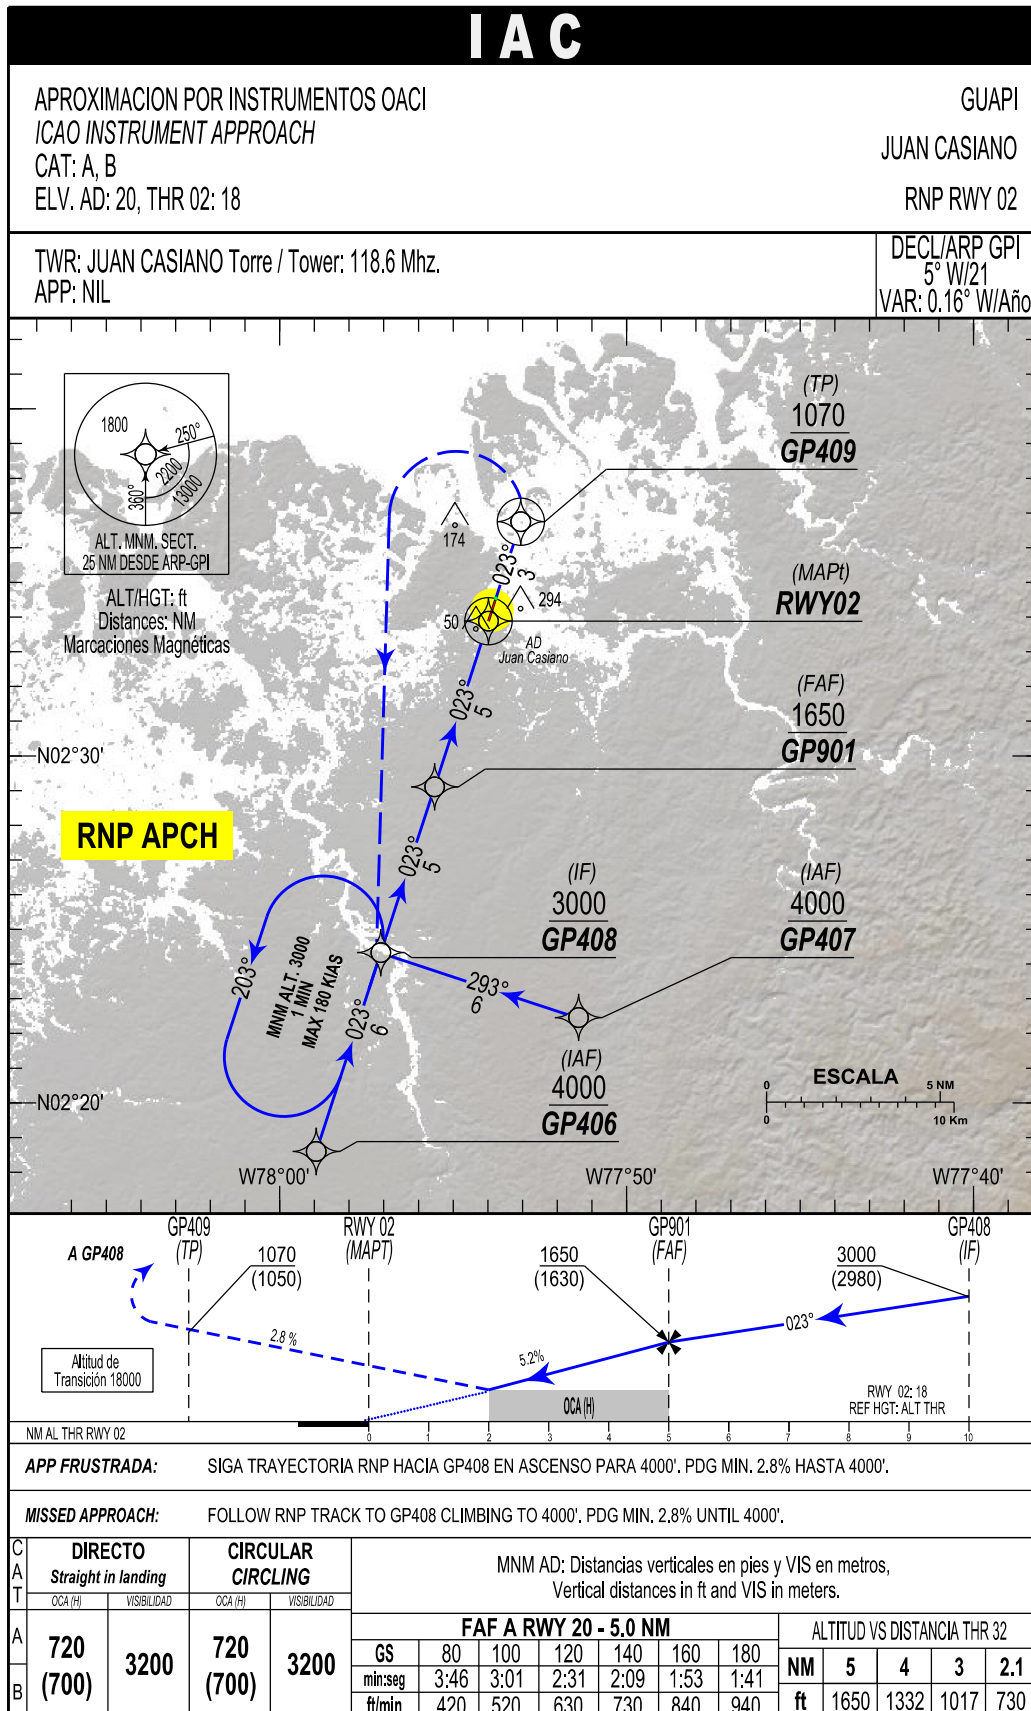 IAC
APROXIMACION POR INSTRUMENTOS OACI
ICAO INSTRUMENT APPROACH
CAT: A, B
ELV. AD: 20, THR 02: 18
GUAPI
JUAN CASIANO
RNP RWY 02
TWR: JUAN CASIANO Torre / Tower: 118.6 Mhz.
APP: NIL
DECL/ARP GPI
5° W/21
VAR: 0.16° W/Año
1800
250°
2200
13000
360°
ALT. MNM. SECT.
25 NM DESDE ARP-GPI
ALT/HGT: ft
Distances: NM
Marcaciones Magnéticas
(TP)
1070
GP409
174
023°
3
294
50
AD
Juan Casiano
(MAPt)
RWY02
023°
5
(FAF)
1650
GP901
N02°30'
RNP APCH
023°
5
(IF)
3000
GP408
(IAF)
4000
GP407
203°
MNM ALT. 3000
1 MIN
MAX 180 KIAS
023°
6
293°
6
(IAF)
4000
GP406
ESCALA
0
5 NM
0
10 Km
N02°20'
W78°00'
W77°50'
W77°40'
GP409
(TP)
RWY 02
(MAPT)
GP901
(FAF)
GP408
(IF)
A GP408
1070
(1050)
1650
(1630)
3000
(2980)
2.8 %
5.2%
023°
Altitud de
Transición 18000
OCA (H)
RWY 02: 18
REF HGT: ALT THR
NM AL THR RWY 02
0 1 2 3 4 5 6 7 8 9 10
APP FRUSTRADA: SIGA TRAYECTORIA RNP HACIA GP408 EN ASCENSO PARA 4000'. PDG MIN. 2.8% HASTA 4000'.
MISSED APPROACH: FOLLOW RNP TRACK TO GP408 CLIMBING TO 4000'. PDG MIN. 2.8% UNTIL 4000'.
CAT
DIRECTO
Straight in landing
CIRCULAR
CIRCLING
OCA (H) VISIBILIDAD OCA (H) VISIBILIDAD
A
B
720
(700)
3200
720
(700)
3200
MNM AD: Distancias verticales en pies y VIS en metros,
Vertical distances in ft and VIS in meters.
FAF A RWY 20 - 5.0 NM
GS 80 100 120 140 160 180
min:seg 3:46 3:01 2:31 2:09 1:53 1:41
ft/min 420 520 630 730 840 940
ALTITUD VS DISTANCIA THR 32
NM 5 4 3 2.1
ft 1650 1332 1017 730